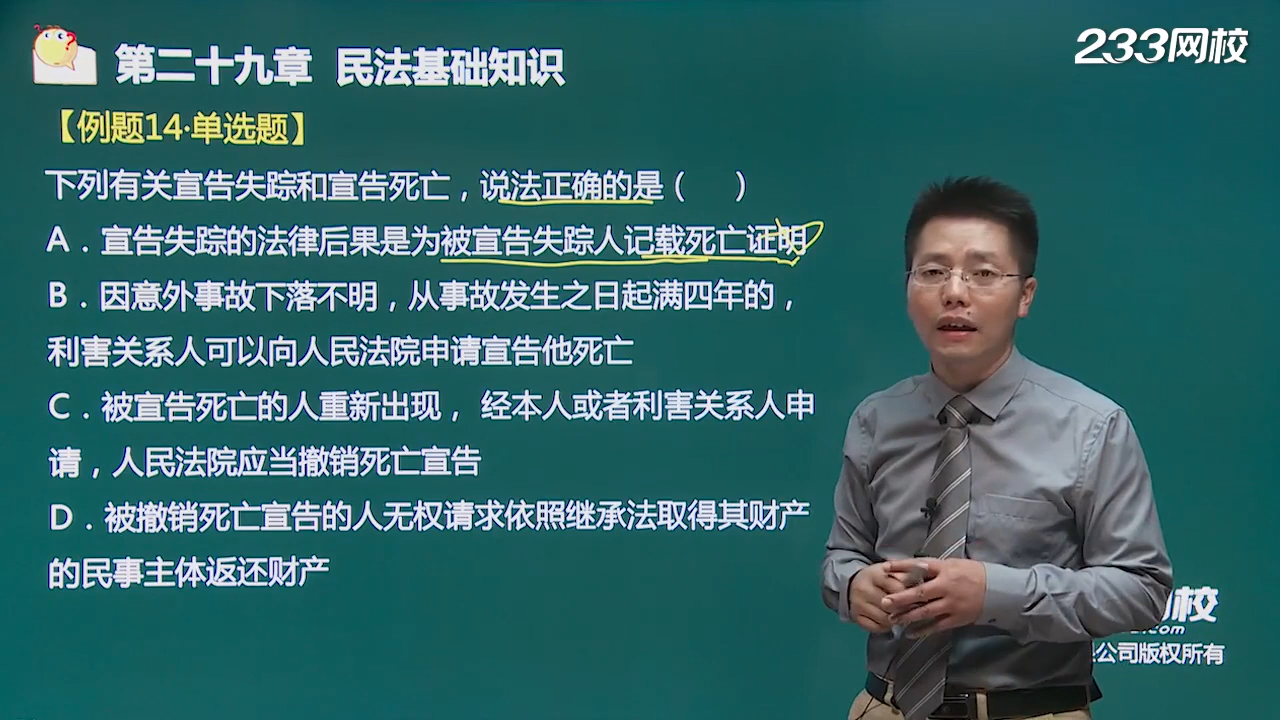 第二十九章 民法基础知识
233网校
【例题14·单选题】
下列有关宣告失踪和宣告死亡，说法正确的是（ ）
A．宣告失踪的法律后果是为被宣告失踪人记载死亡证明
B．因意外事故下落不明，从事故发生之日起满四年的，
利害关系人可以向人民法院申请宣告他死亡
C．被宣告死亡的人重新出现， 经本人或者利害关系人申
请，人民法院应当撤销死亡宣告
D．被撤销死亡宣告的人无权请求依照继承法取得其财产
的民事主体返还财产
校
.com
公司版权所有